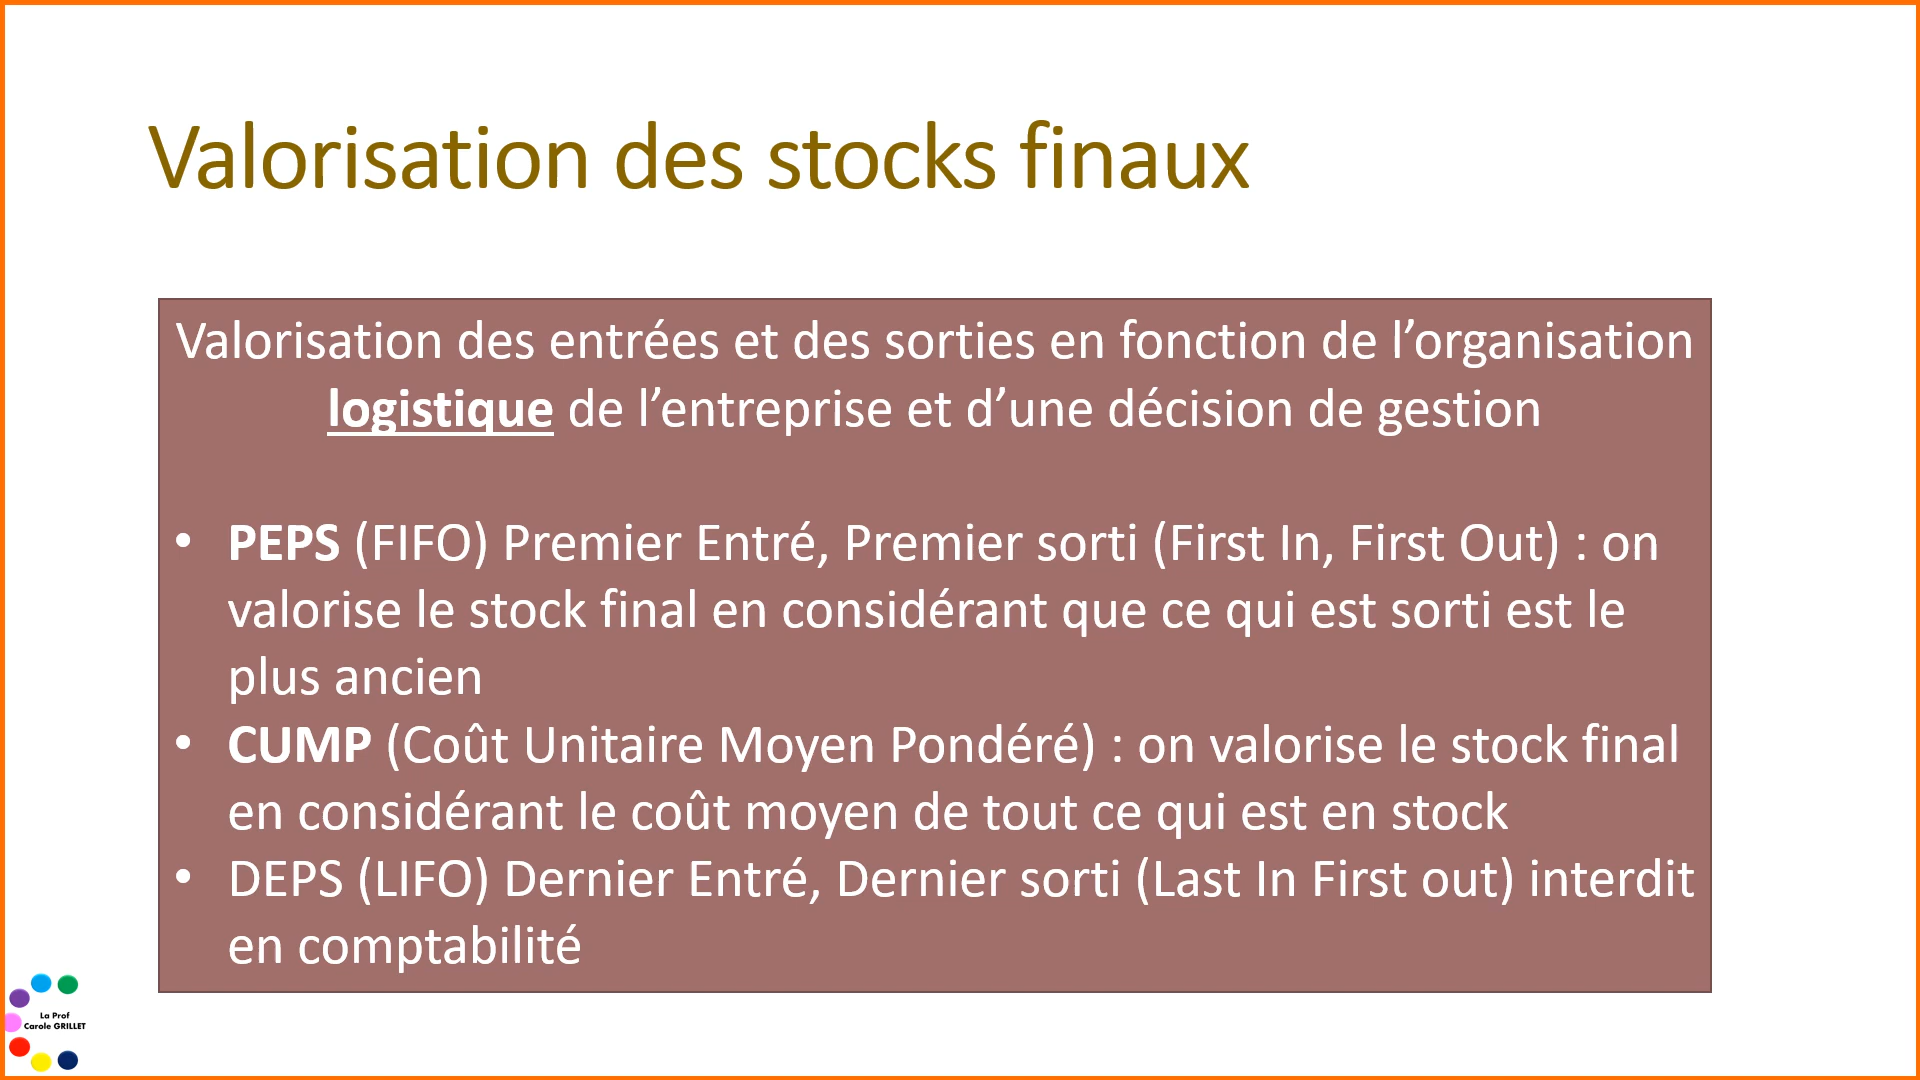 Valorisation des stocks finaux
Valorisation des entrées et des sorties en fonction de l’organisation
logistique de l’entreprise et d’une décision de gestion
• PEPS (FIFO) Premier Entré, Premier sorti (First In, First Out) : on
valorise le stock final en considérant que ce qui est sorti est le
plus ancien
• CUMP (Coût Unitaire Moyen Pondéré) : on valorise le stock final
en considérant le coût moyen de tout ce qui est en stock
• DEPS (LIFO) Dernier Entré, Dernier sorti (Last In First out) interdit
en comptabilité
La Prof
Carole GRILLET